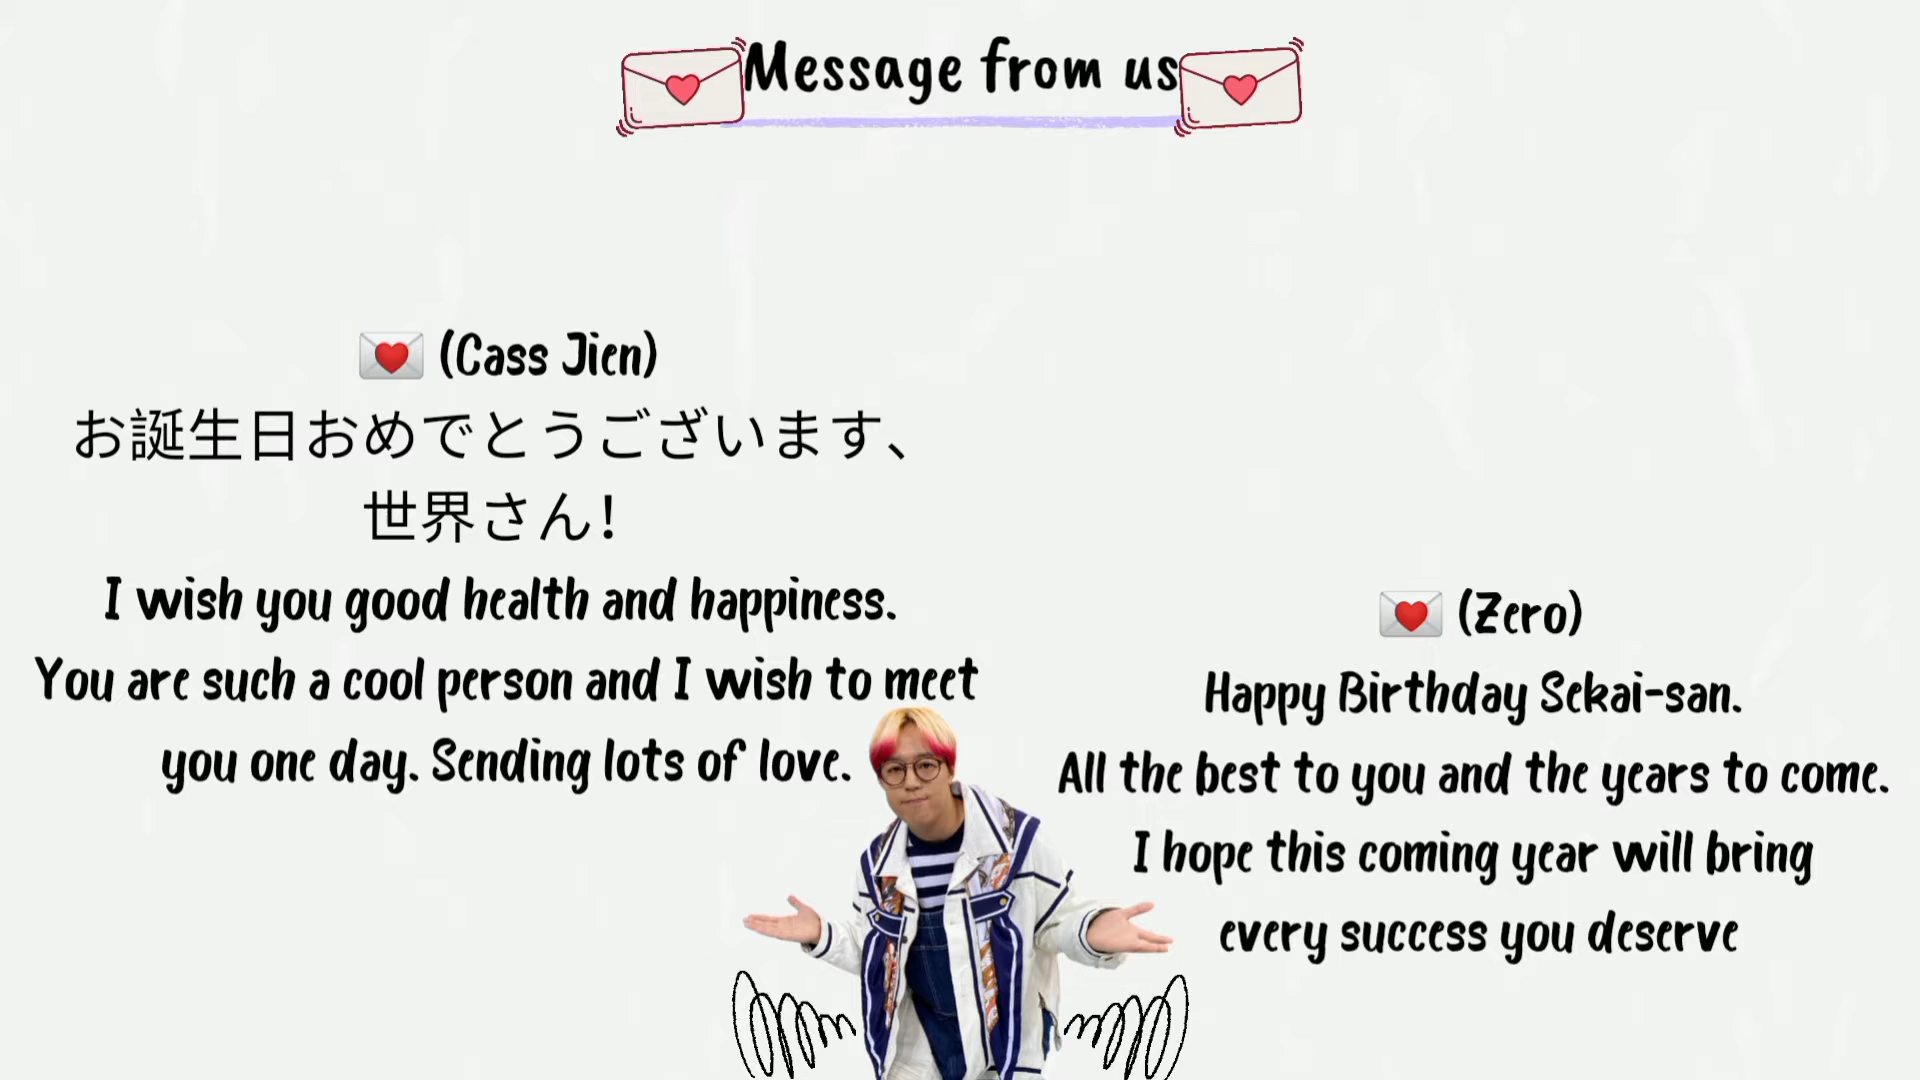 Message from us
(Cass Jien)
お誕生日おめでとうございます、
世界さん!
I wish you good health and happiness.
You are such a cool person and I wish to meet
you one day. Sending lots of love.
(Zero)
Happy Birthday Sekai-san.
All the best to you and the years to come.
I hope this coming year will bring
every success you deserve